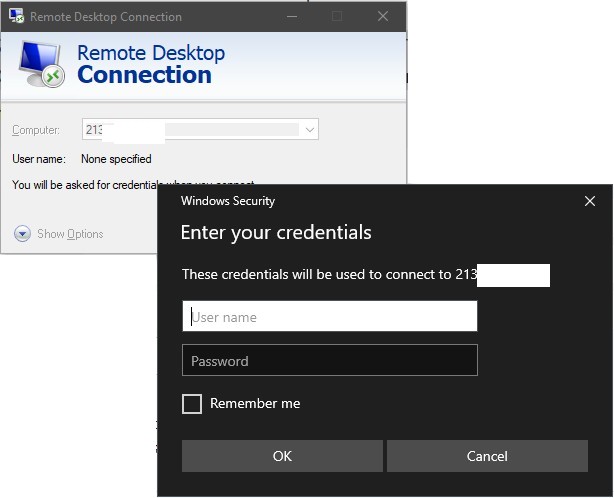 Remote Desktop Connection
Remote Desktop
Connection
Computer:
213
User name:
None specified
You will be asked for credentials when you connect.
Show Options
Windows Security
Enter your credentials
These credentials will be used to connect to 213
User name
Password
Remember me
OK
Cancel